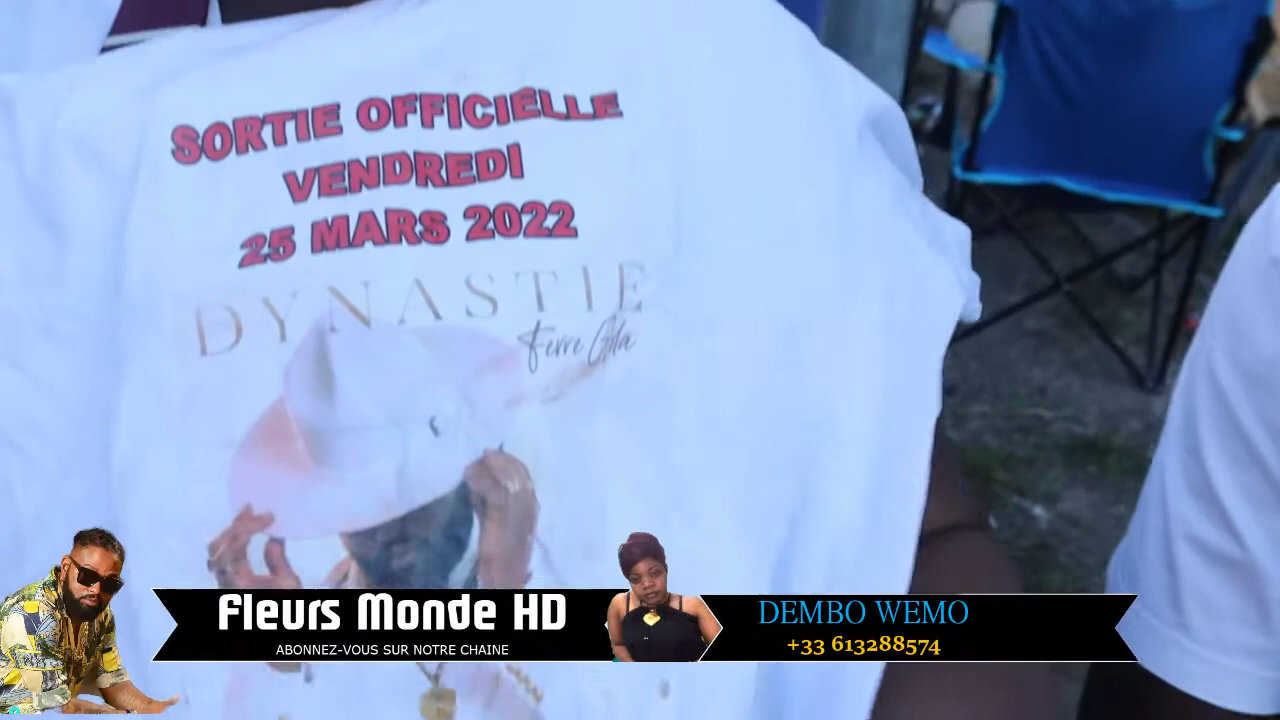 SORTIE OFFICIELLE
VENDREDI
25 MARS 2022
DYNASTIE
Ferre Gola
Fleurs Monde HD
ABONNEZ-VOUS SUR NOTRE CHAINE
DEMBO WEMO
+33 613288574